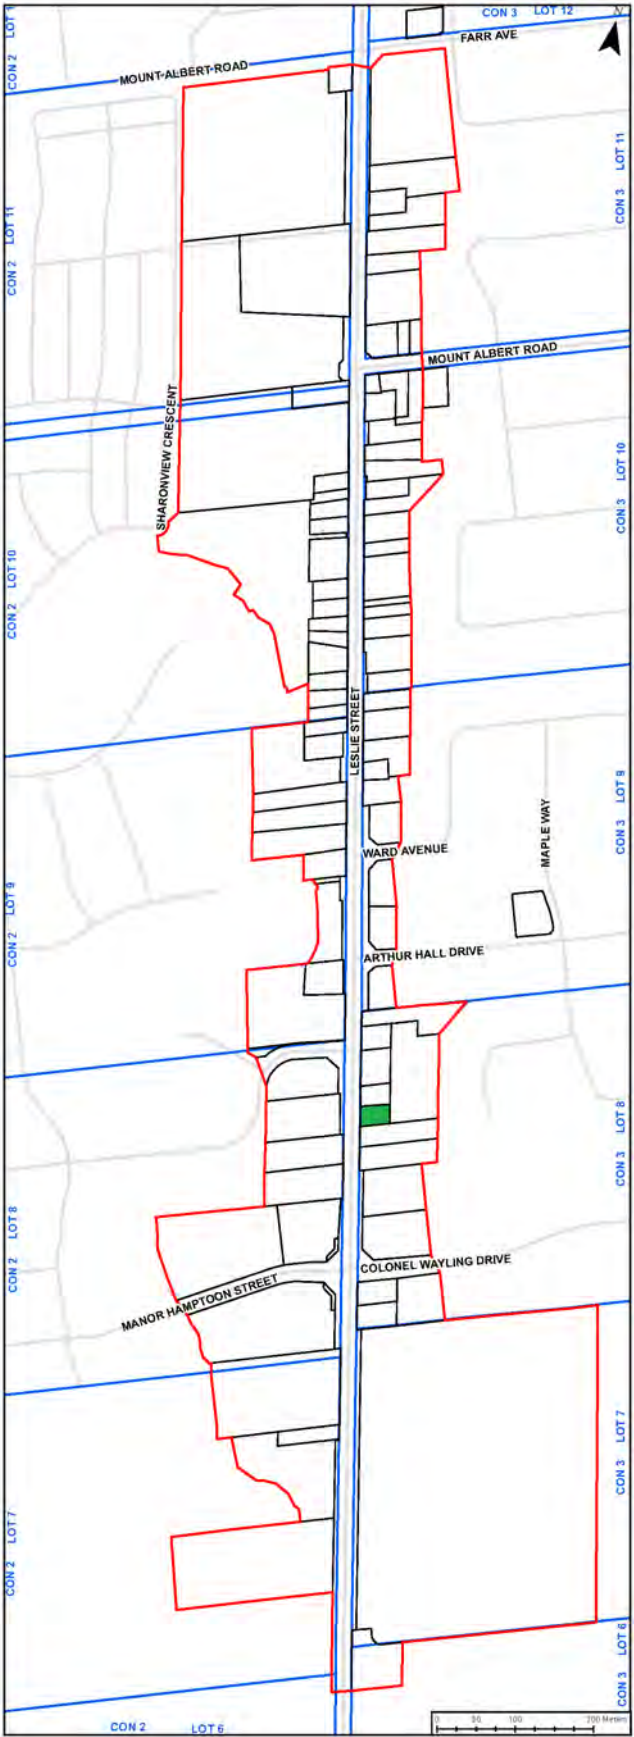 CON 3 LOT 12
N
FARR AVE
MOUNT ALBERT ROAD
CON 2 LOT 1
CON 3 LOT 11
CON 2 LOT 11
MOUNT ALBERT ROAD
SHARONVIEW CRESCENT
CON 3 LOT 10
CON 2 LOT 10
LESLIE STREET
CON 3 LOT 9
MAPLE WAY
WARD AVENUE
CON 2 LOT 9
ARTHUR HALL DRIVE
CON 3 LOT 8
CON 2 LOT 8
COLONEL WAYLING DRIVE
MANOR HAMPTOON STREET
CON 3 LOT 7
CON 2 LOT 7
CON 3 LOT 6
CON 2 LOT 6
0 50 100 200 Meters